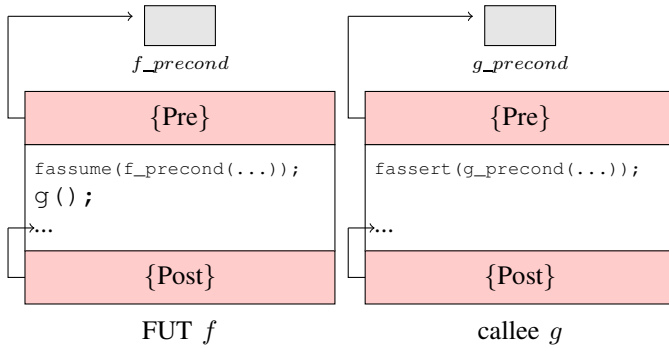 f_precond
g_precond
{Pre}
{Pre}
fassume(f_precond(...));
g();
...
fassert(g_precond(...));
...
{Post}
{Post}
FUT f
callee g